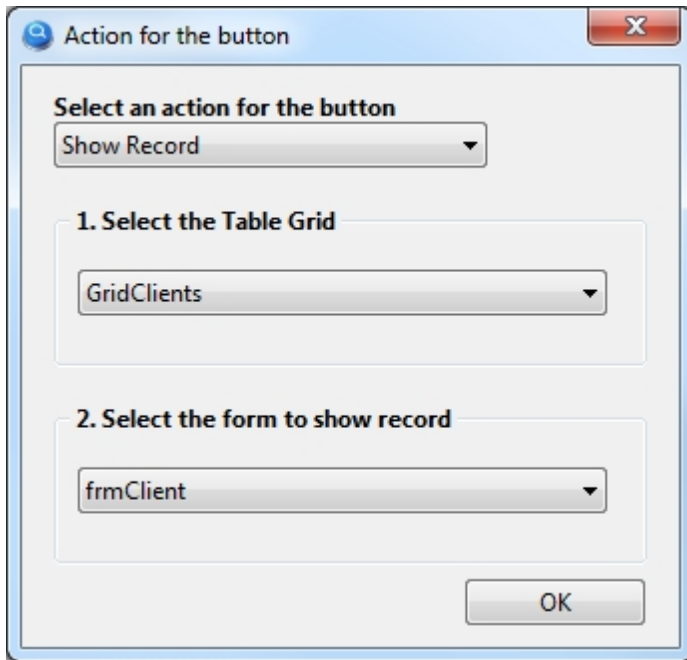 Action for the button
Select an action for the button
Show Record
1. Select the Table Grid
GridClients
2. Select the form to show record
frmClient
OK